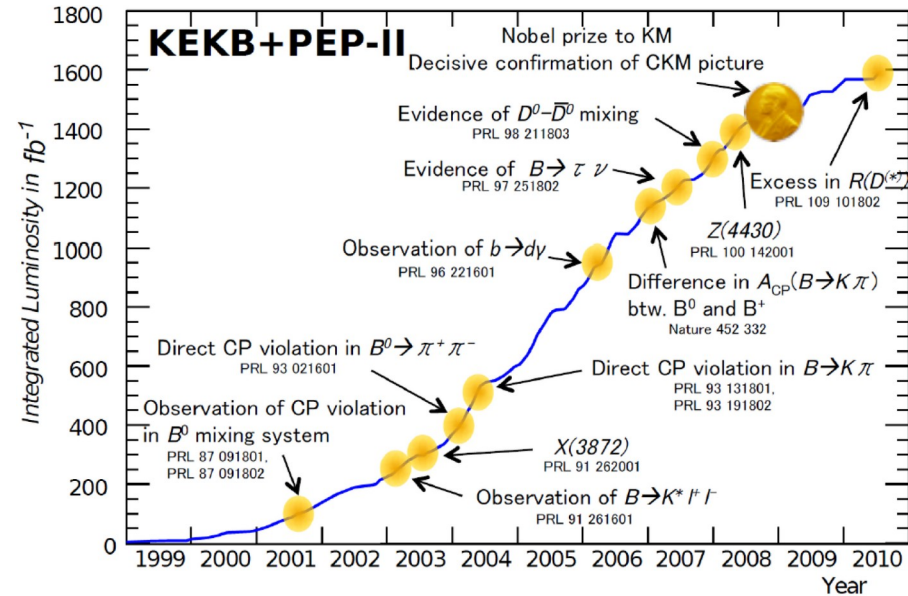 KEKB+PEP-II
Nobel prize to KM
Decisive confirmation of CKM picture
Evidence of D⁰–D̅⁰ mixing
PRL 98 211803
Evidence of B→ τ ν
PRL 97 251802
Excess in R(D⁽*⁾)
PRL 109 101802
Z(4430)
PRL 100 142001
Observation of b→dγ
PRL 96 221601
Difference in A_CP(B→Kπ)
btw. B⁰ and B⁺
Nature 452 332
Direct CP violation in B⁰→ π⁺π⁻
PRL 93 021601
Direct CP violation in B→Kπ
PRL 93 131801,
PRL 93 191802
Observation of CP violation
in B⁰ mixing system
PRL 87 091801,
PRL 87 091802
X(3872)
PRL 91 262001
Observation of B→K* l⁺ l⁻
PRL 91 261601
Integrated Luminosity in fb⁻¹
1800
1600
1400
1200
1000
800
600
400
200
0
1999 2000 2001 2002 2003 2004 2005 2006 2007 2008 2009 2010
Year